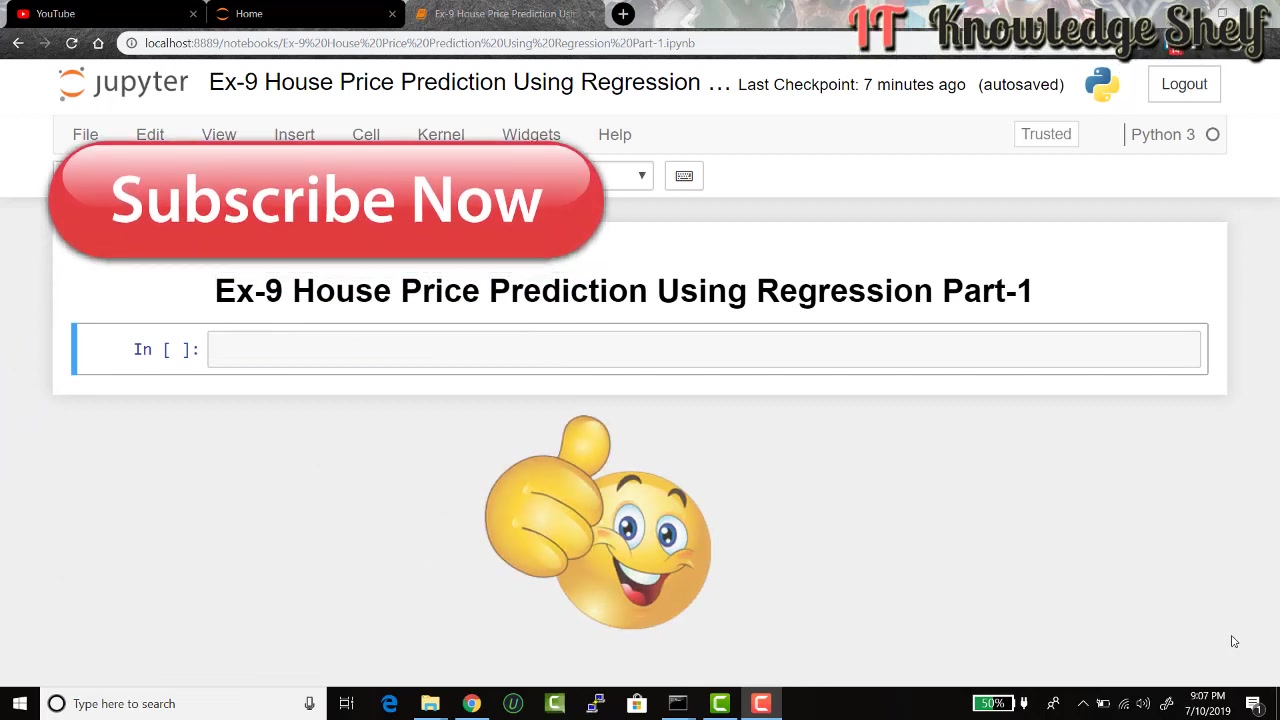 YouTube
Home
Ex-9 House Price Prediction Usin
IT Knowledge Shelf
localhost:8889/notebooks/Ex-9%20House%20Price%20Prediction%20Using%20Regression%20Part-1.ipynb
jupyter
Ex-9 House Price Prediction Using Regression ...
Last Checkpoint: 7 minutes ago (autosaved)
Logout
File Edit View Insert Cell Kernel Widgets Help
Trusted
Python 3
Subscribe Now
Ex-9 House Price Prediction Using Regression Part-1
In [ ]:
Type here to search
50%
9:07 PM
7/10/2019